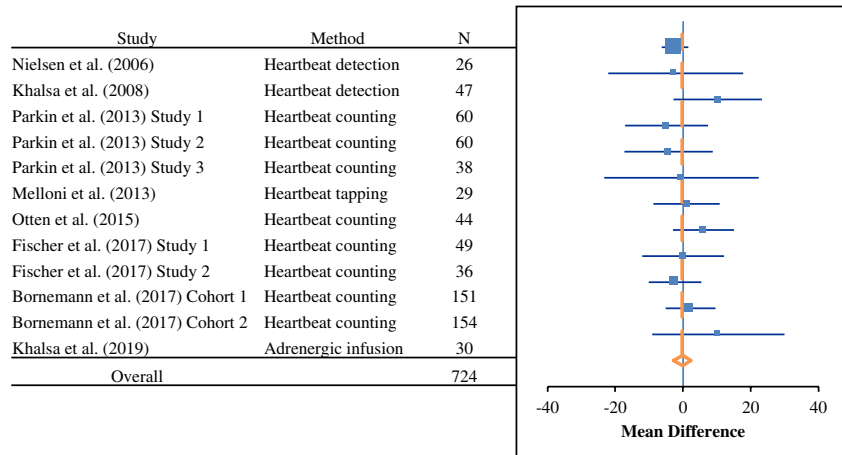 Study Method N
Nielsen et al. (2006) Heartbeat detection 26
Khalsa et al. (2008) Heartbeat detection 47
Parkin et al. (2013) Study 1 Heartbeat counting 60
Parkin et al. (2013) Study 2 Heartbeat counting 60
Parkin et al. (2013) Study 3 Heartbeat counting 38
Melloni et al. (2013) Heartbeat tapping 29
Otten et al. (2015) Heartbeat counting 44
Fischer et al. (2017) Study 1 Heartbeat counting 49
Fischer et al. (2017) Study 2 Heartbeat counting 36
Bornemann et al. (2017) Cohort 1 Heartbeat counting 151
Bornemann et al. (2017) Cohort 2 Heartbeat counting 154
Khalsa et al. (2019) Adrenergic infusion 30
Overall 724
-40 -20 0 20 40
Mean Difference